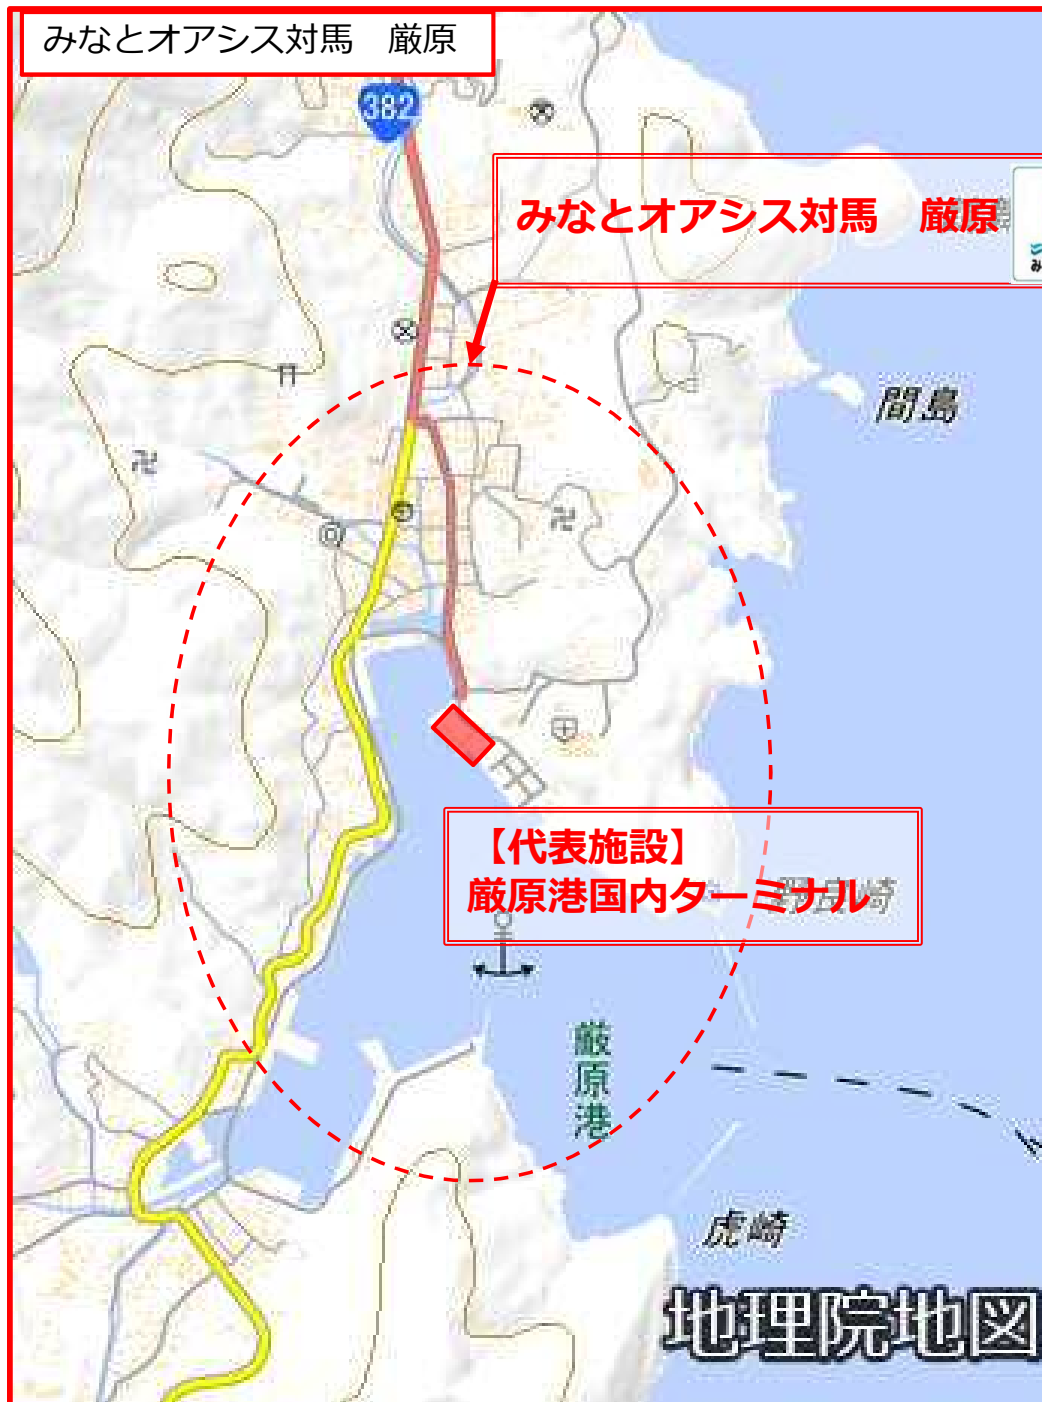 みなとオアシス対馬　厳原
382
みなとオアシス対馬　厳原
み
間島
【代表施設】
厳原港国内ターミナル
厳原港
虎崎
地理院地図